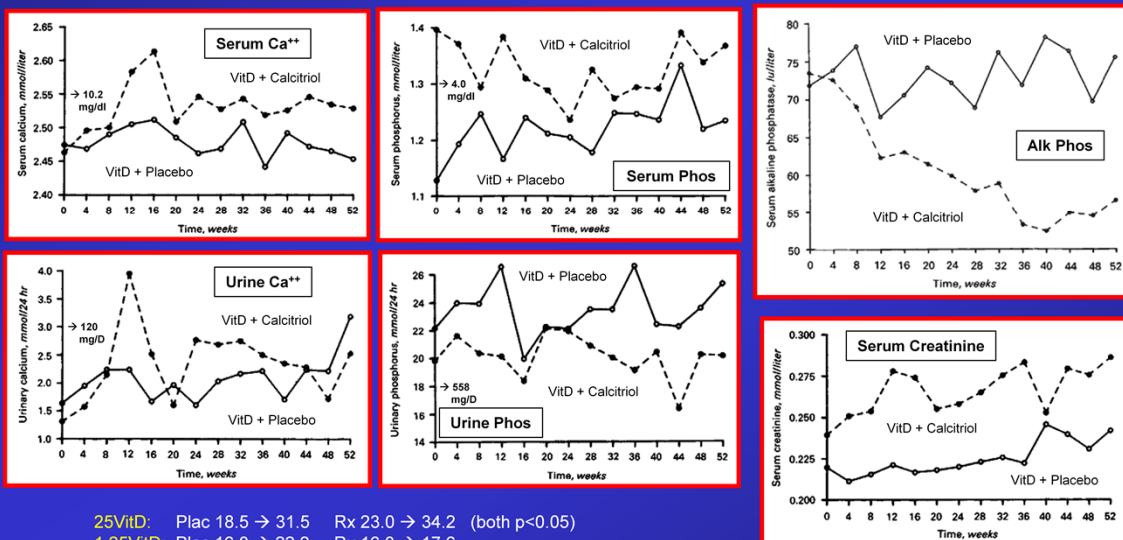 Serum Ca++
VitD + Calcitriol
→ 10.2
mg/dl
VitD + Placebo
Serum calcium, mmol/liter
2.65
2.60
2.55
2.50
2.45
2.40
0 4 8 12 16 20 24 28 32 36 40 44 48 52
Time, weeks
VitD + Calcitriol
→ 4.0
mg/dl
VitD + Placebo
Serum Phos
Serum phosphorus, mmol/liter
1.4
1.3
1.2
1.1
0 4 8 12 16 20 24 28 32 36 40 44 48 52
Time, weeks
VitD + Placebo
Alk Phos
VitD + Calcitriol
Serum alkaline phosphatase, Iu/liter
80
75
70
65
60
55
50
0 4 8 12 16 20 24 28 32 36 40 44 48 52
Time, weeks
Urine Ca++
VitD + Calcitriol
→ 120
mg/D
VitD + Placebo
Urinary calcium, mmol/24 hr
4.0
3.0
2.5
2.0
1.5
1.0
0 4 8 12 16 20 24 28 32 36 40 44 48 52
Time, weeks
VitD + Placebo
→ 558
mg/D
VitD + Calcitriol
Urine Phos
Urinary phosphorus, mmol/24 hr
26
24
22
20
18
16
14
0 4 8 12 16 20 24 28 32 36 40 44 48 52
Time, weeks
Serum Creatinine
VitD + Calcitriol
VitD + Placebo
Serum creatinine, mmol/liter
0.300
0.275
0.250
0.225
0.200
0 4 8 12 16 20 24 28 32 36 40 44 48 52
Time, weeks
25VitD: Plac 18.5 → 31.5 Rx 23.0 → 34.2 (both p<0.05)